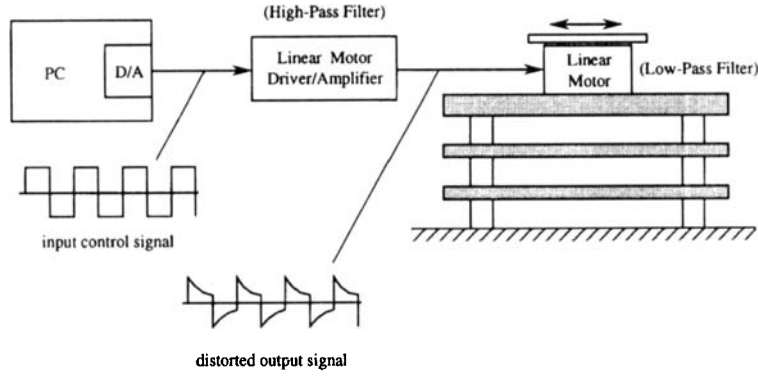 (High-Pass Filter)
PC
D/A
Linear Motor
Driver/Amplifier
Linear
Motor
(Low-Pass Filter)
input control signal
distorted output signal